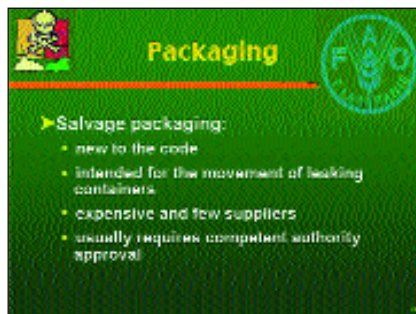 Packaging
F A O
Salvage packaging:
new to the code
intended for the movement of leaking
containers
expensive and few suppliers
usually requires competent authority
approval